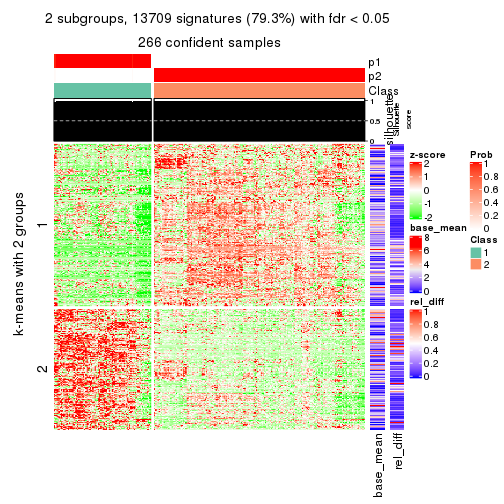 2 subgroups, 13709 signatures (79.3%) with fdr < 0.05
266 confident samples
p1
p2
Class
silhouette
Silhouette
score
1
0.5
0
k-means with 2 groups
1
2
base_mean
rel_diff
z-score
2
1
0
-1
-2
base_mean
8
6
4
2
0
rel_diff
1
0.8
0.6
0.4
0.2
0
Prob
1
0.8
0.6
0.4
0.2
0
Class
1
2